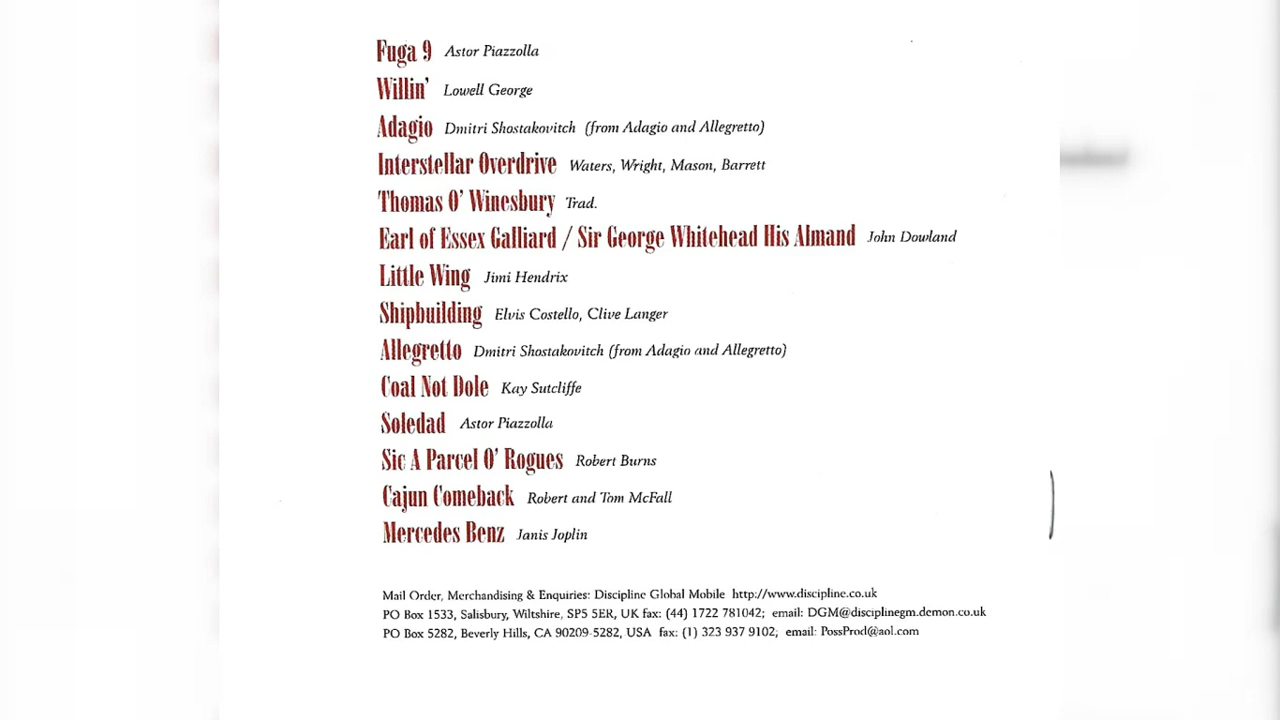 Fuga 9 Astor Piazzolla
Willin' Lowell George
Adagio Dmitri Shostakovitch (from Adagio and Allegretto)
Interstellar Overdrive Waters, Wright, Mason, Barrett
Thomas O' Winesbury Trad.
Earl of Essex Galliard / Sir George Whitehead His Almand John Dowland
Little Wing Jimi Hendrix
Shipbuilding Elvis Costello, Clive Langer
Allegretto Dmitri Shostakovitch (from Adagio and Allegretto)
Coal Not Dole Kay Sutcliffe
Soledad Astor Piazzolla
Sic A Parcel O' Rogues Robert Burns
Cajun Comeback Robert and Tom McFall
Mercedes Benz Janis Joplin
Mail Order, Merchandising & Enquiries: Discipline Global Mobile http://www.discipline.co.uk
PO Box 1533, Salisbury, Wiltshire, SP5 5ER, UK fax: (44) 1722 781042; email: DGM@disciplinegm.demon.co.uk
PO Box 5282, Beverly Hills, CA 90209-5282, USA fax: (1) 323 937 9102; email: PossProd@aol.com